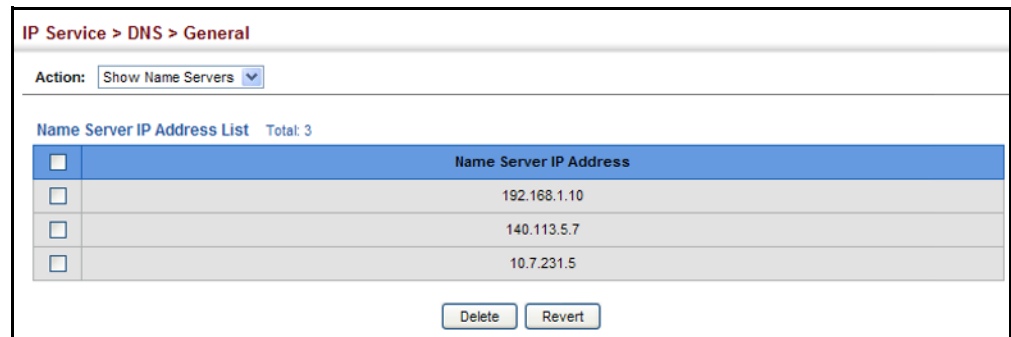 IP Service > DNS > General
Action: Show Name Servers
Name Server IP Address List Total: 3
Name Server IP Address
192.168.1.10
140.113.5.7
10.7.231.5
Delete Revert